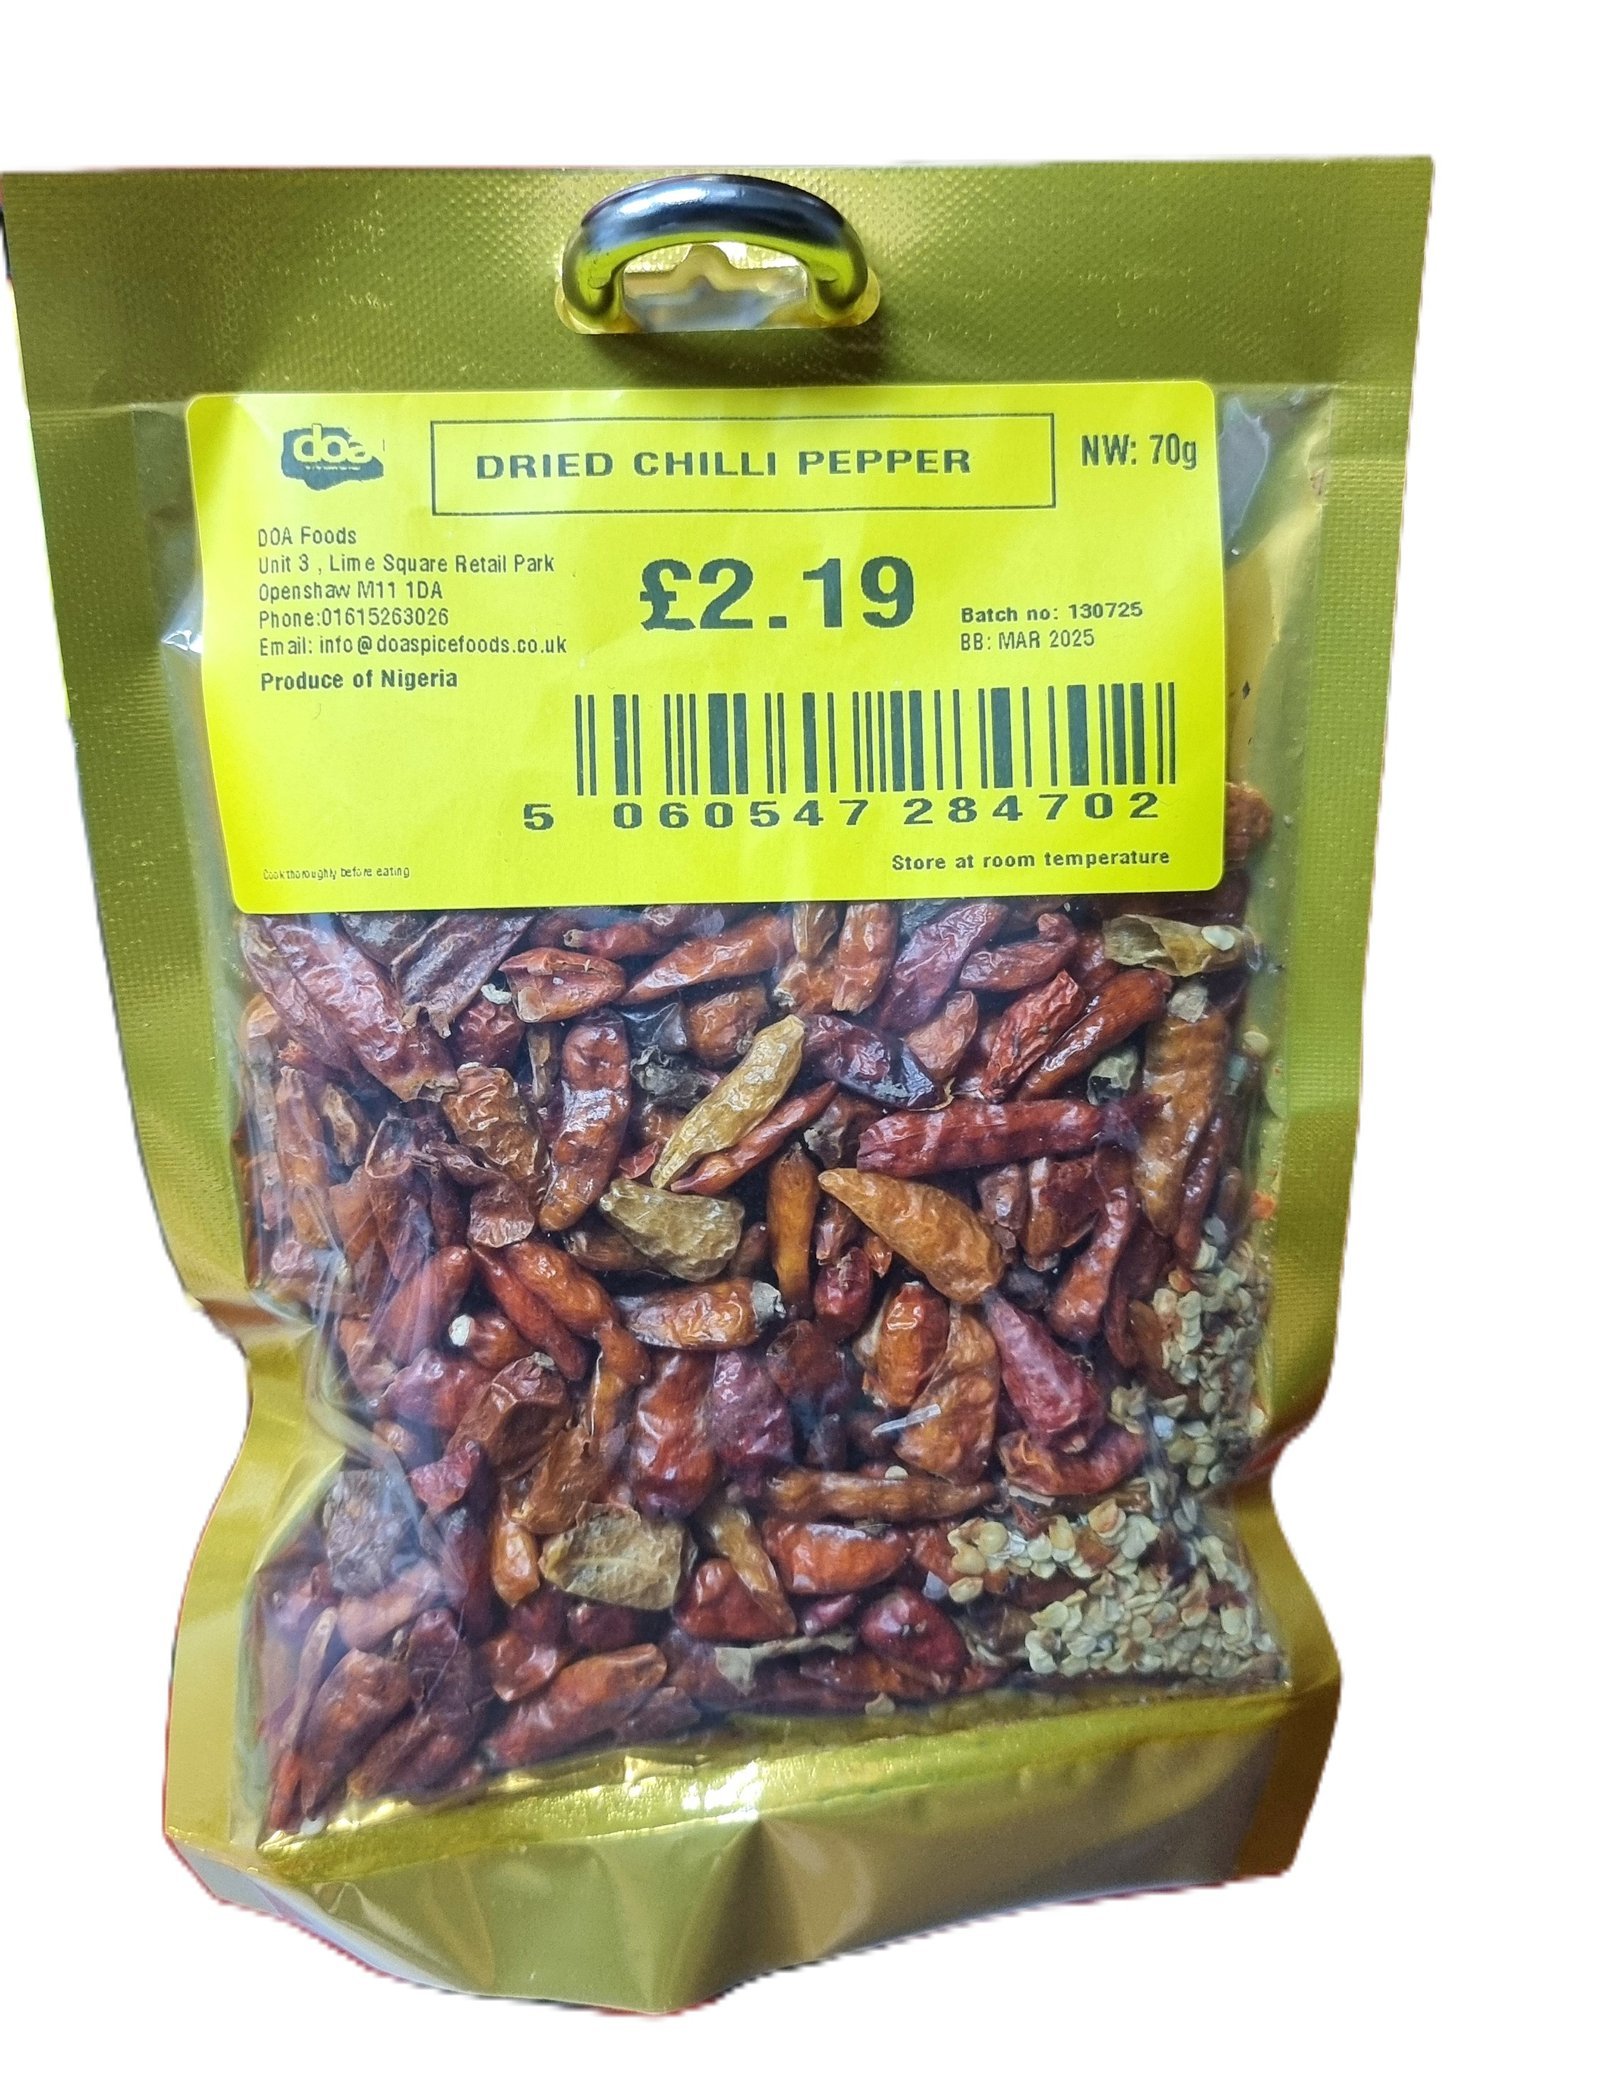 doa
DRIED CHILLI PEPPER
NW: 70g
DOA Foods
Unit 3 , Lime Square Retail Park
Openshaw M11 1DA
Phone:01615263026
Email: info@doaspicefoods.co.uk
Produce of Nigeria
£2.19
Batch no: 130725
BB: MAR 2025
5 060547 284702
Cook thoroughly before eating
Store at room temperature